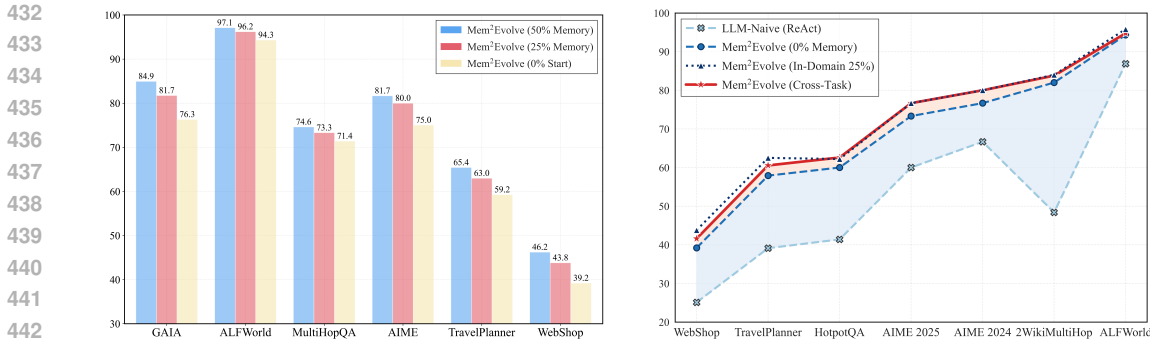 432
433
434
435
436
437
438
439
440
441
442
100
90
80
70
60
50
40
30
Mem²Evolve (50% Memory)
Mem²Evolve (25% Memory)
Mem²Evolve (0% Start)
84.9 81.7 76.3
97.1 96.2 94.3
74.6 73.3 71.4
81.7 80.0 75.0
65.4 63.0 59.2
46.2 43.8 39.2
GAIA ALFWorld MultiHopQA AIME TravelPlanner WebShop
100
90
80
70
60
50
40
30
20
LLM-Naive (ReAct)
Mem²Evolve (0% Memory)
Mem²Evolve (In-Domain 25%)
Mem²Evolve (Cross-Task)
WebShop TravelPlanner HotpotQA AIME 2025 AIME 2024 2WikiMultiHop ALFWorld